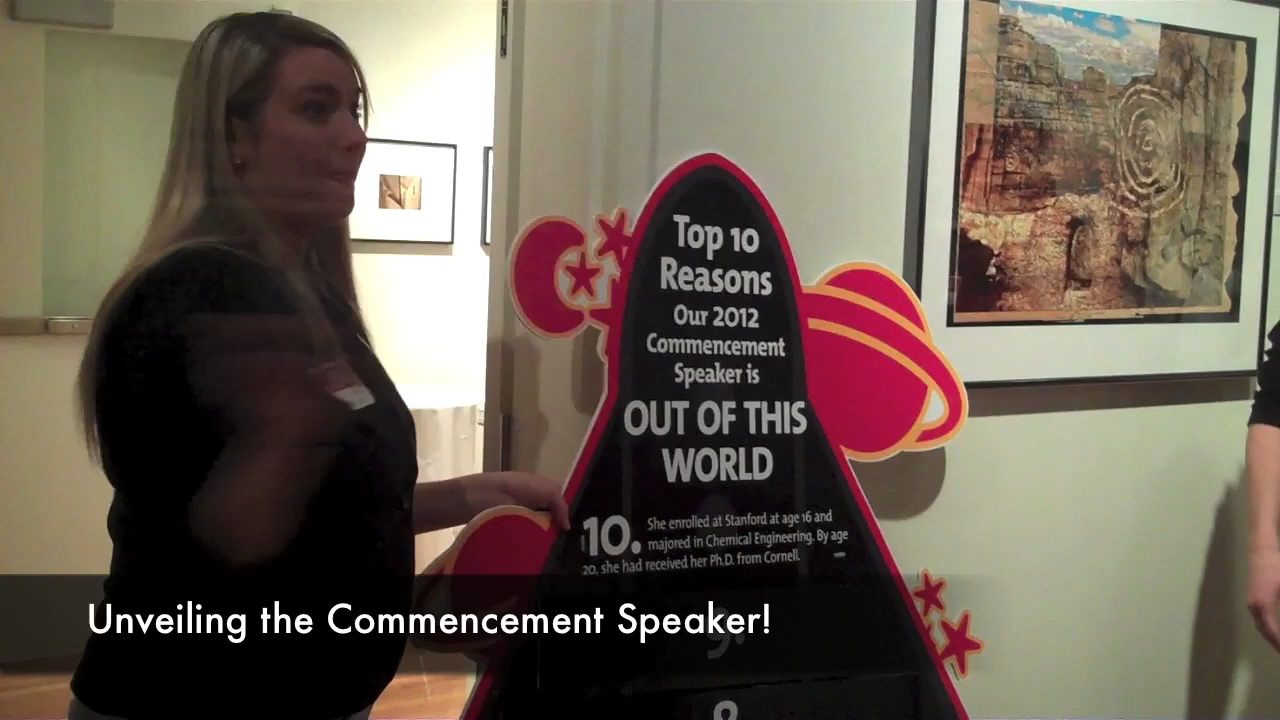 Top 10
Reasons
Our 2012
Commencement
Speaker is
OUT OF THIS
WORLD
10. She enrolled at Stanford at age 16 and
majored in Chemical Engineering. By age
20, she had received her Ph.D. from Cornell.
Unveiling the Commencement Speaker!
9.
8